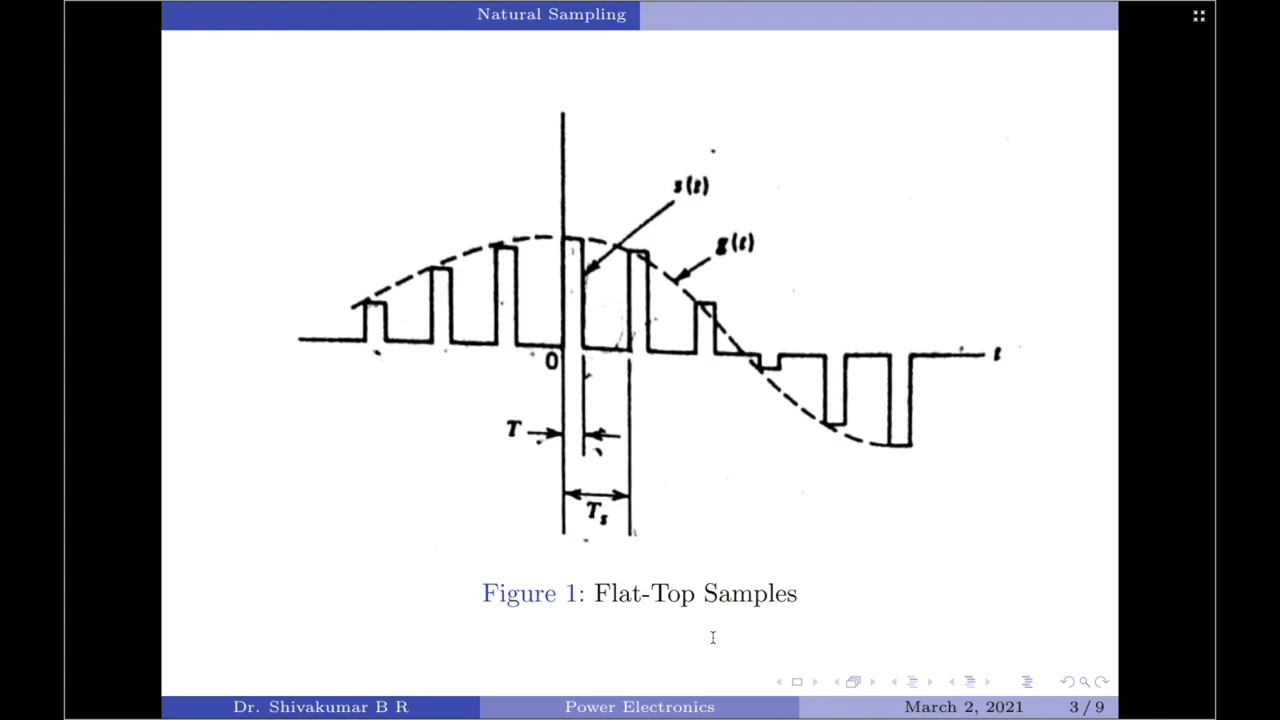 Natural Sampling
s(t)
g(t)
0
t
T
Ts
Figure 1: Flat-Top Samples
Dr. Shivakumar B R Power Electronics March 2, 2021 3 / 9